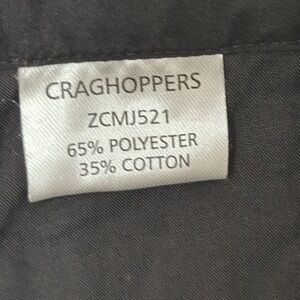 CRAGHOPPERS
ZCMJ521
65% POLYESTER
35% COTTON